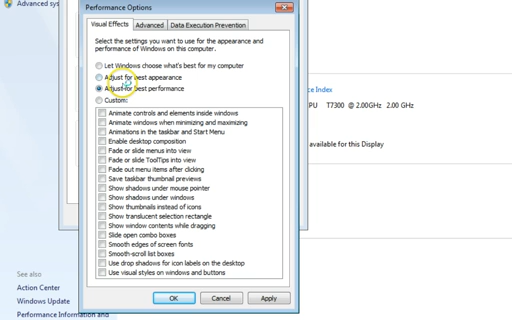 Advanced sys
Performance Options
Visual Effects Advanced Data Execution Prevention
Select the settings you want to use for the appearance and
performance of Windows on this computer.
Let Windows choose what's best for my computer
Adjust for best appearance
Adjust for best performance
Custom:
Animate controls and elements inside windows
Animate windows when minimizing and maximizing
Animations in the taskbar and Start Menu
Enable desktop composition
Fade or slide menus into view
Fade or slide ToolTips into view
Fade out menu items after clicking
Save taskbar thumbnail previews
Show shadows under mouse pointer
Show shadows under windows
Show thumbnails instead of icons
Show translucent selection rectangle
Show window contents while dragging
Slide open combo boxes
Smooth edges of screen fonts
Smooth-scroll list boxes
Use drop shadows for icon labels on the desktop
Use visual styles on windows and buttons
OK Cancel Apply
ce Index
PU T7300 @ 2.00GHz 2.00 GHz
available for this Display
See also
Action Center
Windows Update
Performance Information and